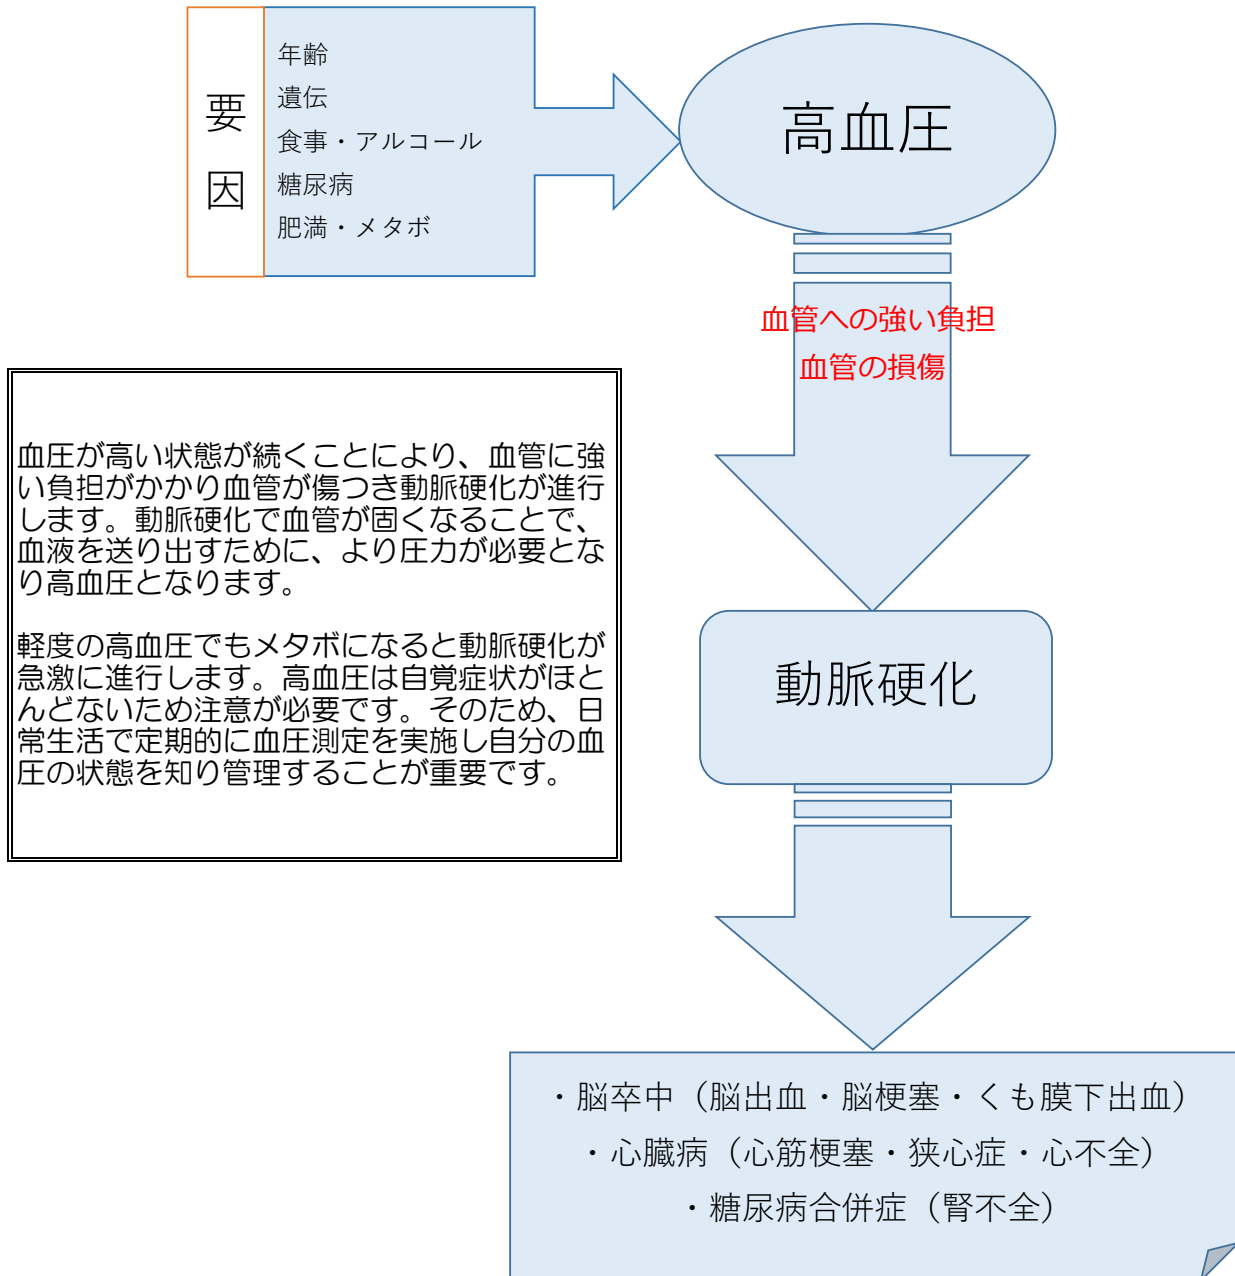 要因
年齢
遺伝
食事・アルコール
糖尿病
肥満・メタボ
高血圧
血管への強い負担
血管の損傷
血圧が高い状態が続くことにより、血管に強
い負担がかかり血管が傷つき動脈硬化が進行
します。動脈硬化で血管が固くなることで、
血液を送り出すために、より圧力が必要とな
り高血圧となります。
軽度の高血圧でもメタボになると動脈硬化が
急激に進行します。高血圧は自覚症状がほと
んどないため注意が必要です。そのため、日
常生活で定期的に血圧測定を実施し自分の血
圧の状態を知り管理することが重要です。
動脈硬化
・脳卒中（脳出血・脳梗塞・くも膜下出血）
・心臓病（心筋梗塞・狭心症・心不全）
・糖尿病合併症（腎不全）